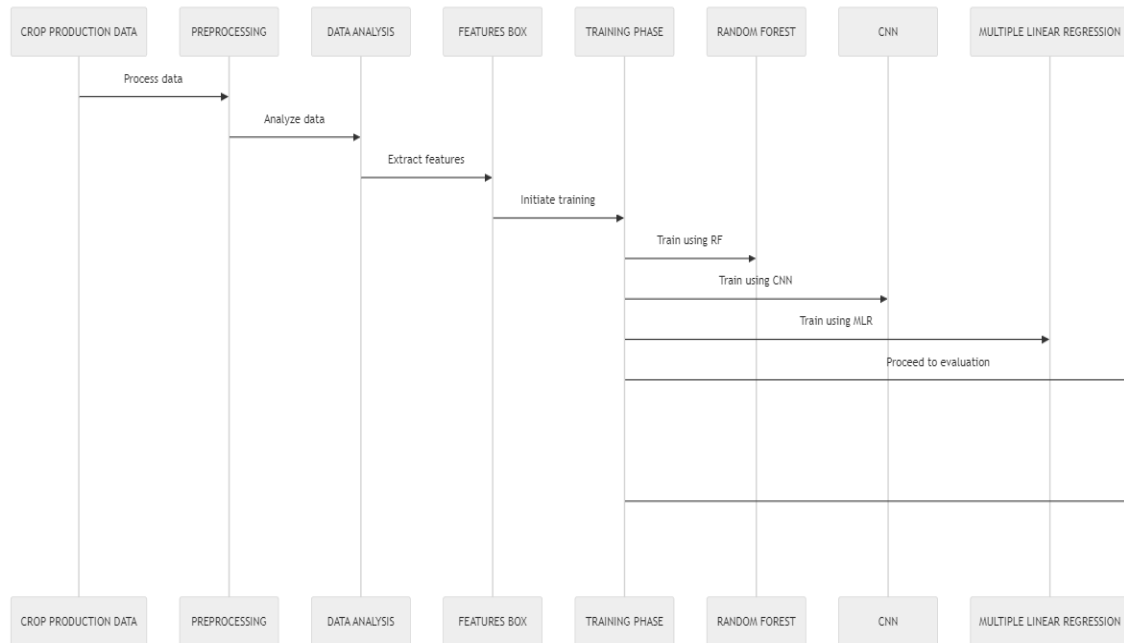 CROP PRODUCTION DATA
PREPROCESSING
DATA ANALYSIS
FEATURES BOX
TRAINING PHASE
RANDOM FOREST
CNN
MULTIPLE LINEAR REGRESSION
Process data
Analyze data
Extract features
Initiate training
Train using RF
Train using CNN
Train using MLR
Proceed to evaluation
CROP PRODUCTION DATA
PREPROCESSING
DATA ANALYSIS
FEATURES BOX
TRAINING PHASE
RANDOM FOREST
CNN
MULTIPLE LINEAR REGRESSION